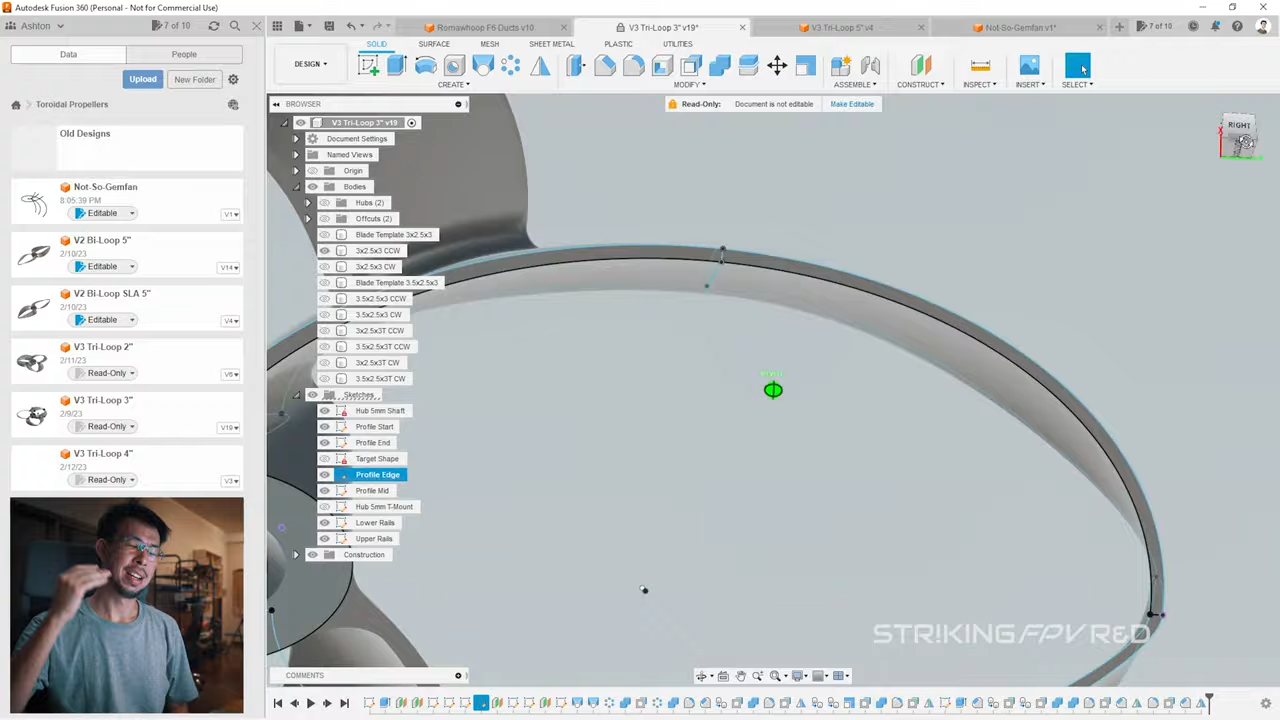 Autodesk Fusion 360 (Personal - Not for Commercial Use)
Ashton
7 of 10
Romawhoop F6 Ducts v10
V3 Tri-Loop 3" v19*
V3 Tri-Loop 5" v4
Not-So-Gemfan v1*
7 of 10
Data
People
SOLID
SURFACE
MESH
SHEET METAL
PLASTIC
UTILITIES
DESIGN
CREATE
MODIFY
ASSEMBLE
CONSTRUCT
INSPECT
INSERT
SELECT
Upload
New Folder
Toroidal Propellers
BROWSER
Read-Only:
Document is not editable
Make Editable
RIGHT
V3 Tri-Loop 3" v19
Document Settings
Named Views
Origin
Bodies
Hubs (2)
Offcuts (2)
Blade Template 3x2.5x3
3x2.5x3 CCW
3x2.5x3 CW
Blade Template 3.5x2.5x3
3.5x2.5x3 CCW
3.5x2.5x3 CW
3x2.5x3T CCW
3.5x2.5x3T CCW
3x2.5x3T CW
3.5x2.5x3T CW
Sketches
Hub 5mm Shaft
Profile Start
Profile End
Target Shape
Profile Edge
Profile Mid
Hub 5mm T-Mount
Lower Rails
Upper Rails
Construction
Old Designs
Not-So-Gemfan
8:05:39 PM
Editable
V1
V2 Bi-Loop 5"
2/10/23
Editable
V14
V2 Bi-Loop SLA 5"
2/10/23
Editable
V4
V3 Tri-Loop 2"
2/11/23
Read-Only
V6
V3 Tri-Loop 3"
2/9/23
Read-Only
V19
V3 Tri-Loop 4"
2/12/23
Read-Only
V3
STR!KING FPV R&D
COMMENTS